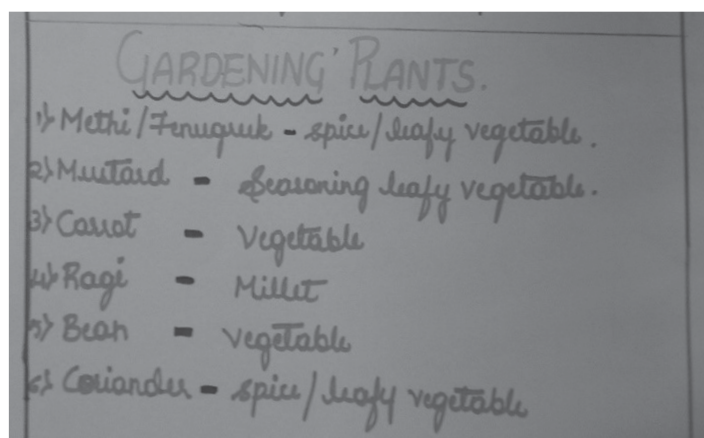 GARDENING PLANTS.
1) Methi/Fenugreek - spice/leafy vegetable.
2) Mustard - Seasoning leafy vegetable.
3) Carrot - Vegetable
4) Ragi - Millet
5) Bean - vegetable
6) Coriander - spice/leafy vegetable